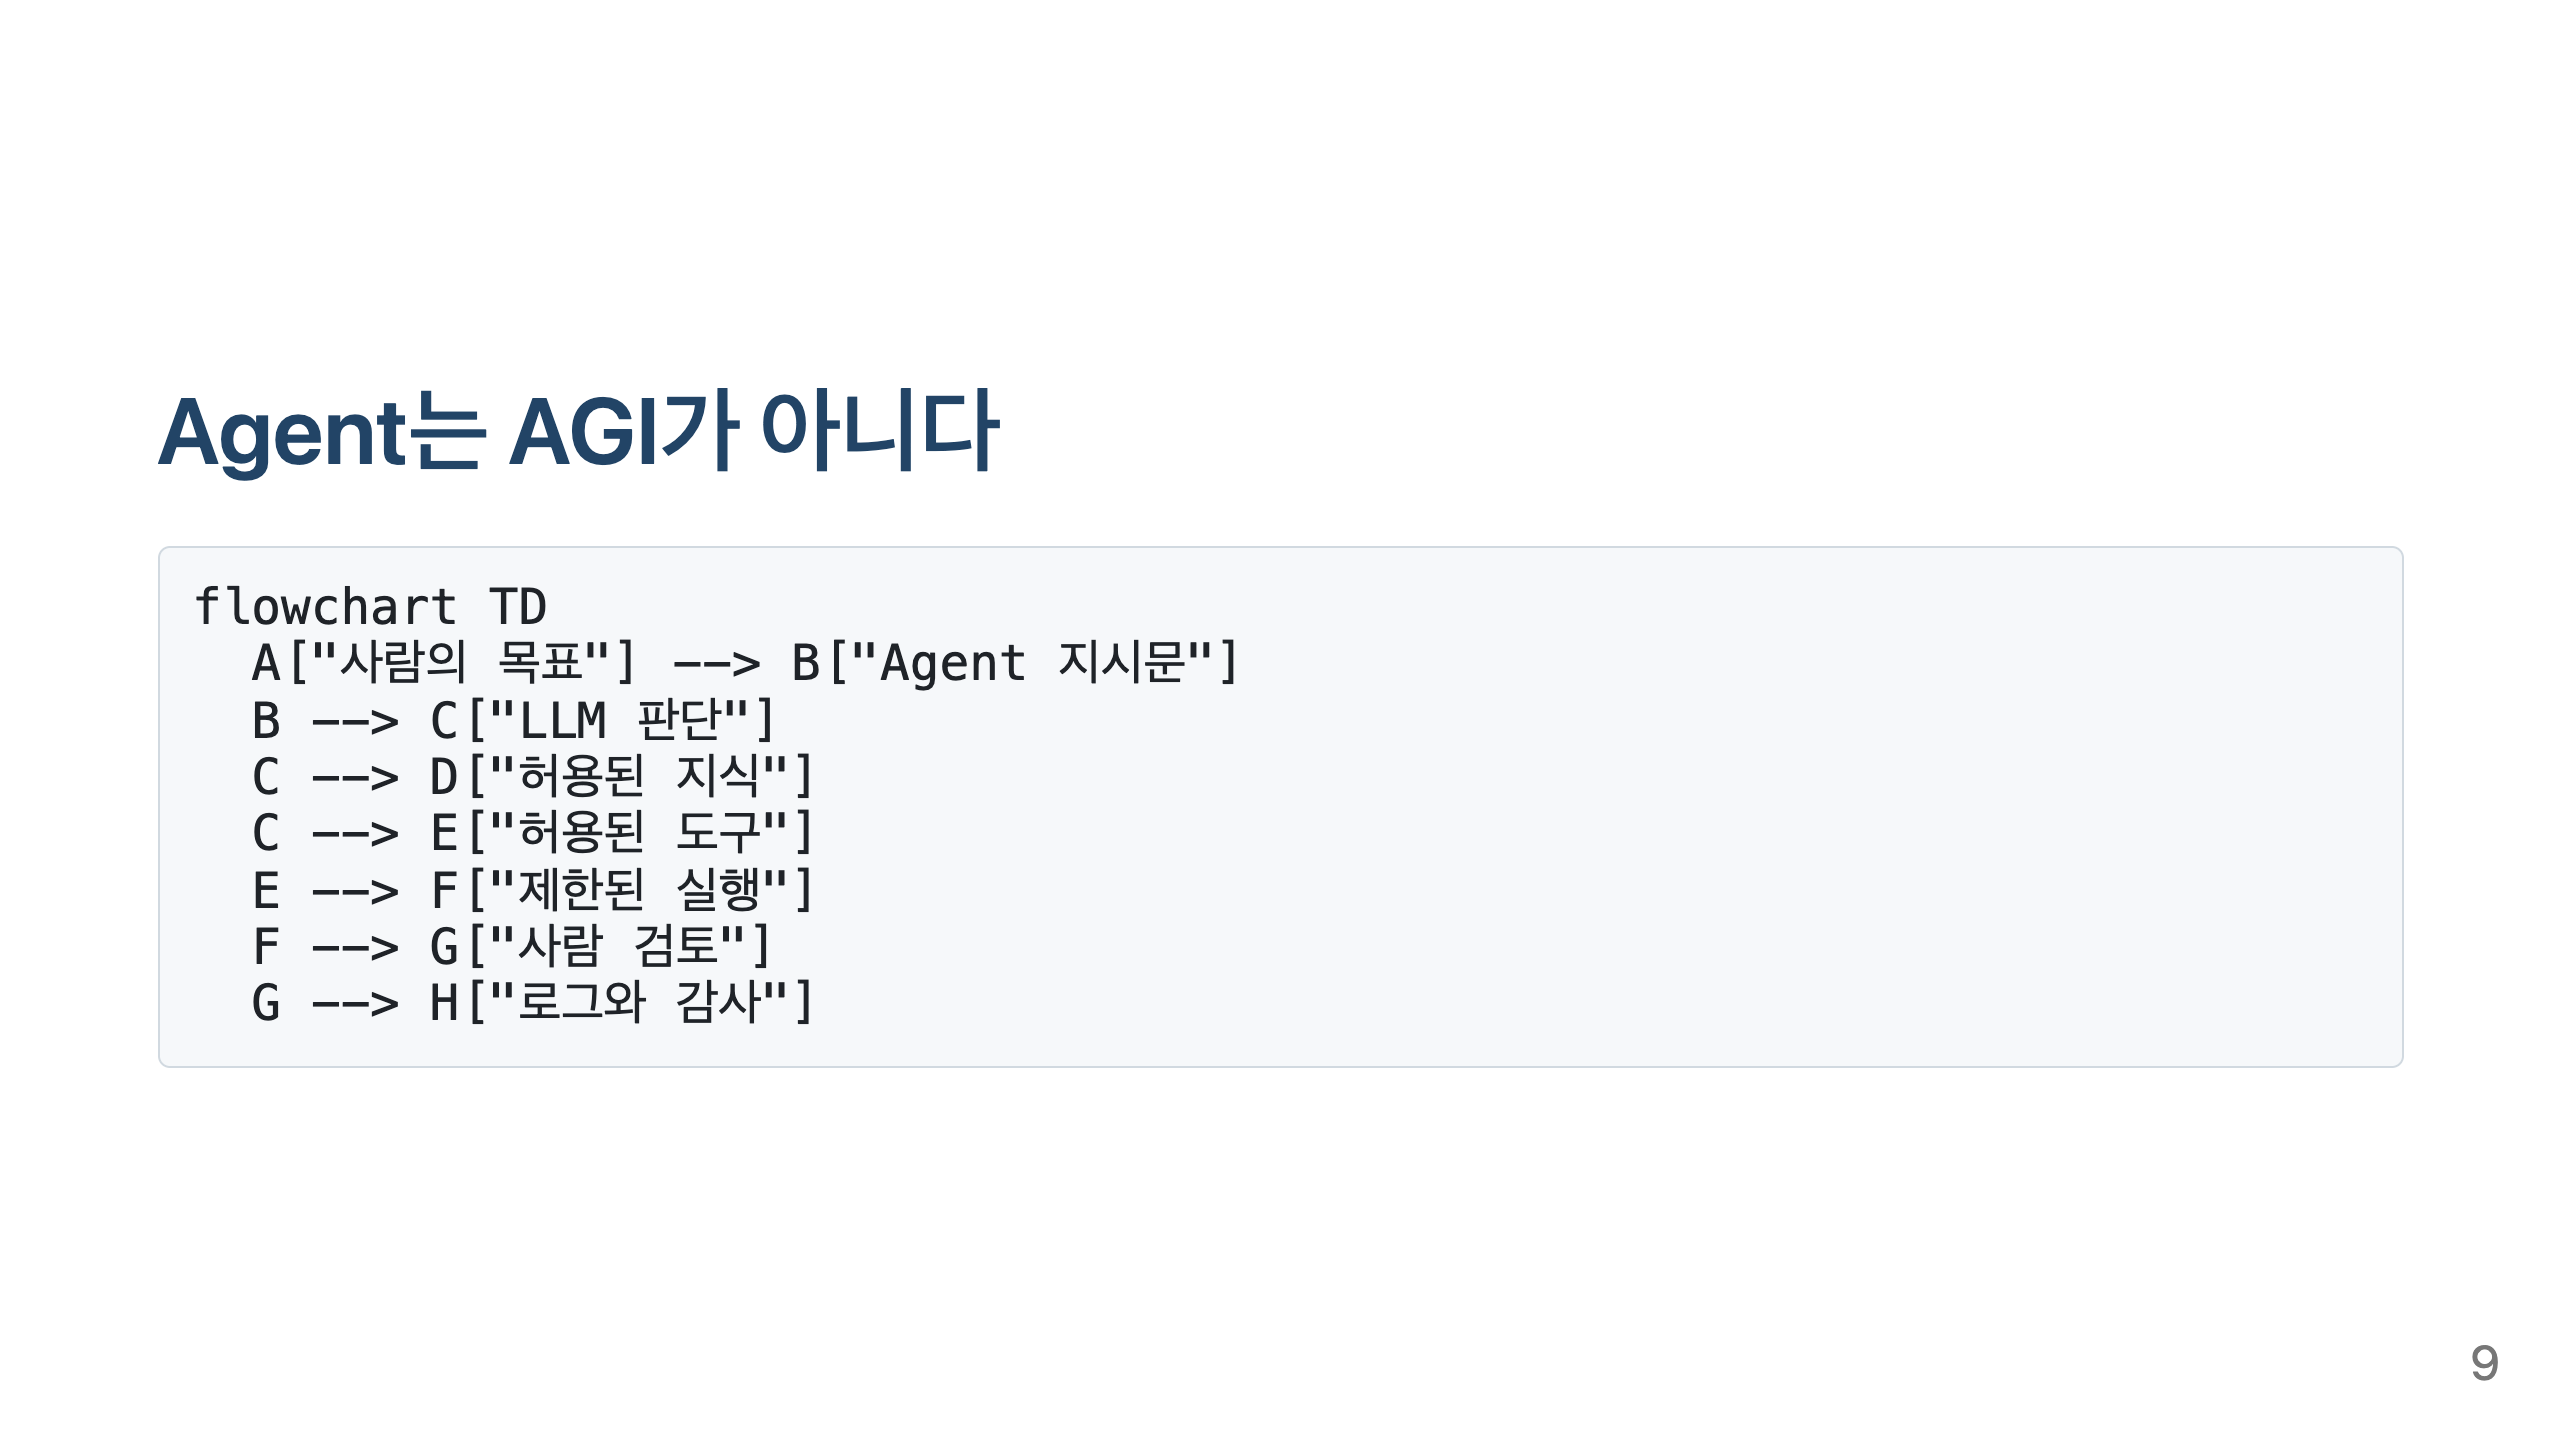 Agent는 AGI가 아니다
flowchart TD
  A["사람의 목표"] --> B["Agent 지시문"]
  B --> C["LLM 판단"]
  C --> D["허용된 지식"]
  C --> E["허용된 도구"]
  E --> F["제한된 실행"]
  F --> G["사람 검토"]
  G --> H["로그와 감사"]
9